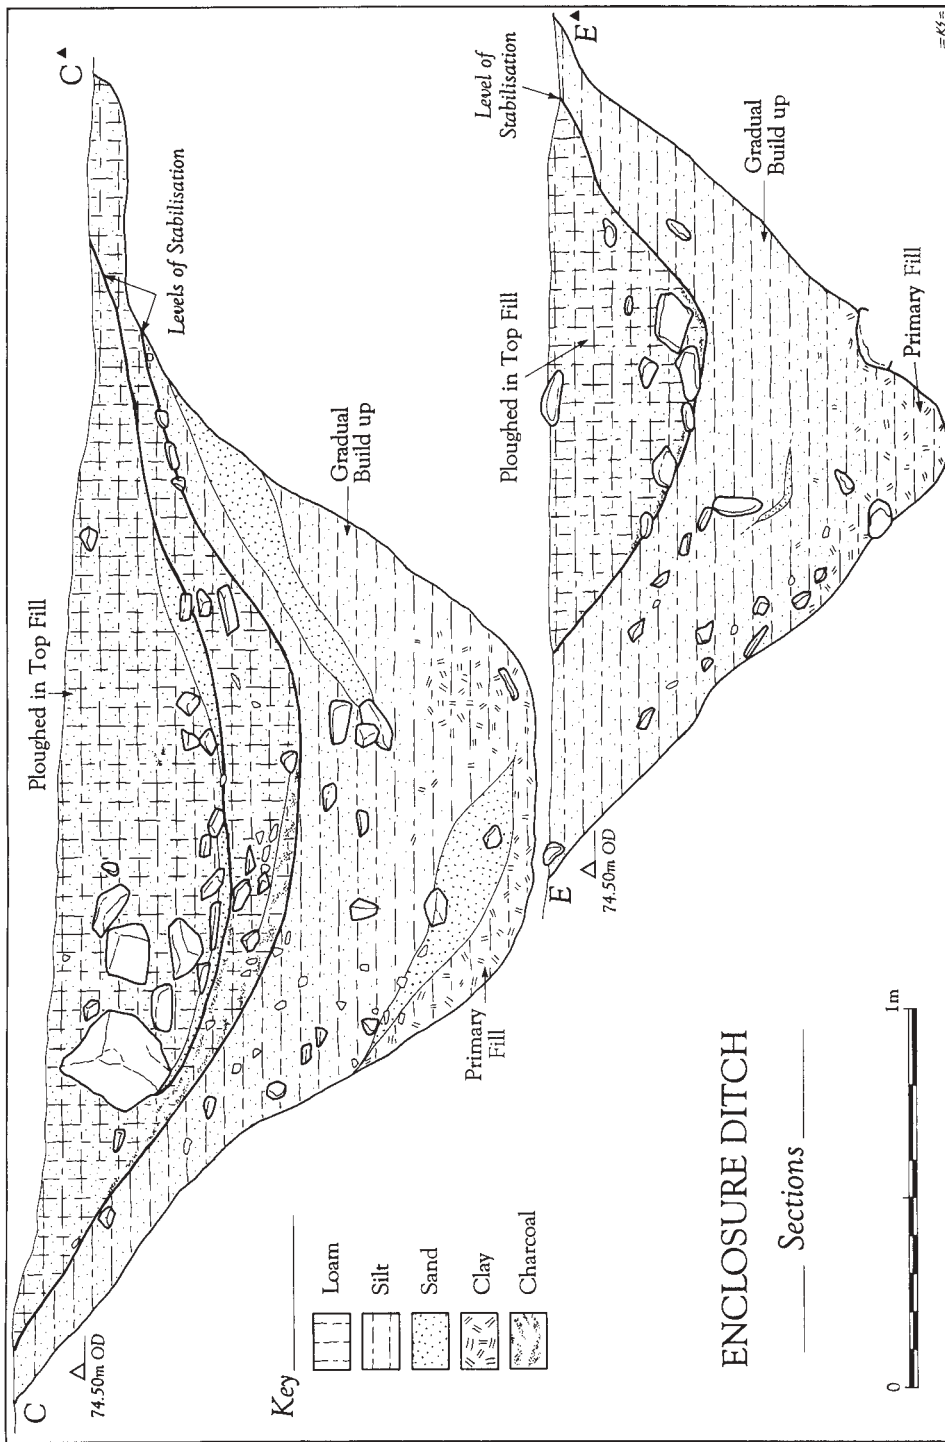 C
C
Ploughed in Top Fill
Levels of Stabilisation
Gradual
Build up
Primary
Fill
74.50m OD
E
E
Level of
Stabilisation
Ploughed in Top Fill
Gradual
Build up
Primary Fill
74.50m OD
Key
Loam
Silt
Sand
Clay
Charcoal
ENCLOSURE DITCH
Sections
0
1m